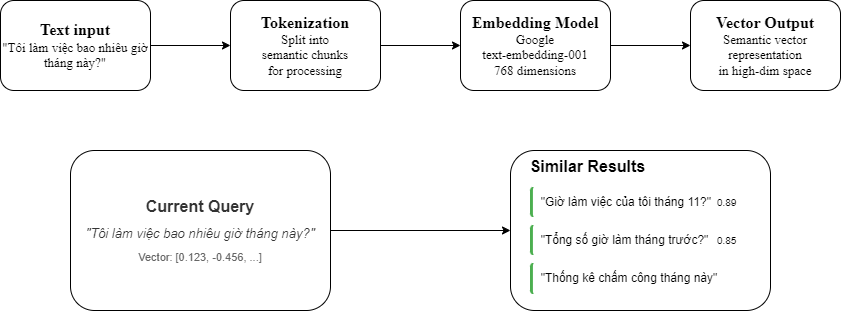 Text input
"Tôi làm việc bao nhiêu giờ
tháng này?"
Tokenization
Split into
semantic chunks
for processing
Embedding Model
Google
text-embedding-001
768 dimensions
Vector Output
Semantic vector
representation
in high-dim space
Current Query
"Tôi làm việc bao nhiêu giờ tháng này?"
Vector: [0.123, -0.456, ...]
Similar Results
"Giờ làm việc của tôi tháng 11?" 0.89
"Tổng số giờ làm tháng trước?" 0.85
"Thống kê chấm công tháng này"